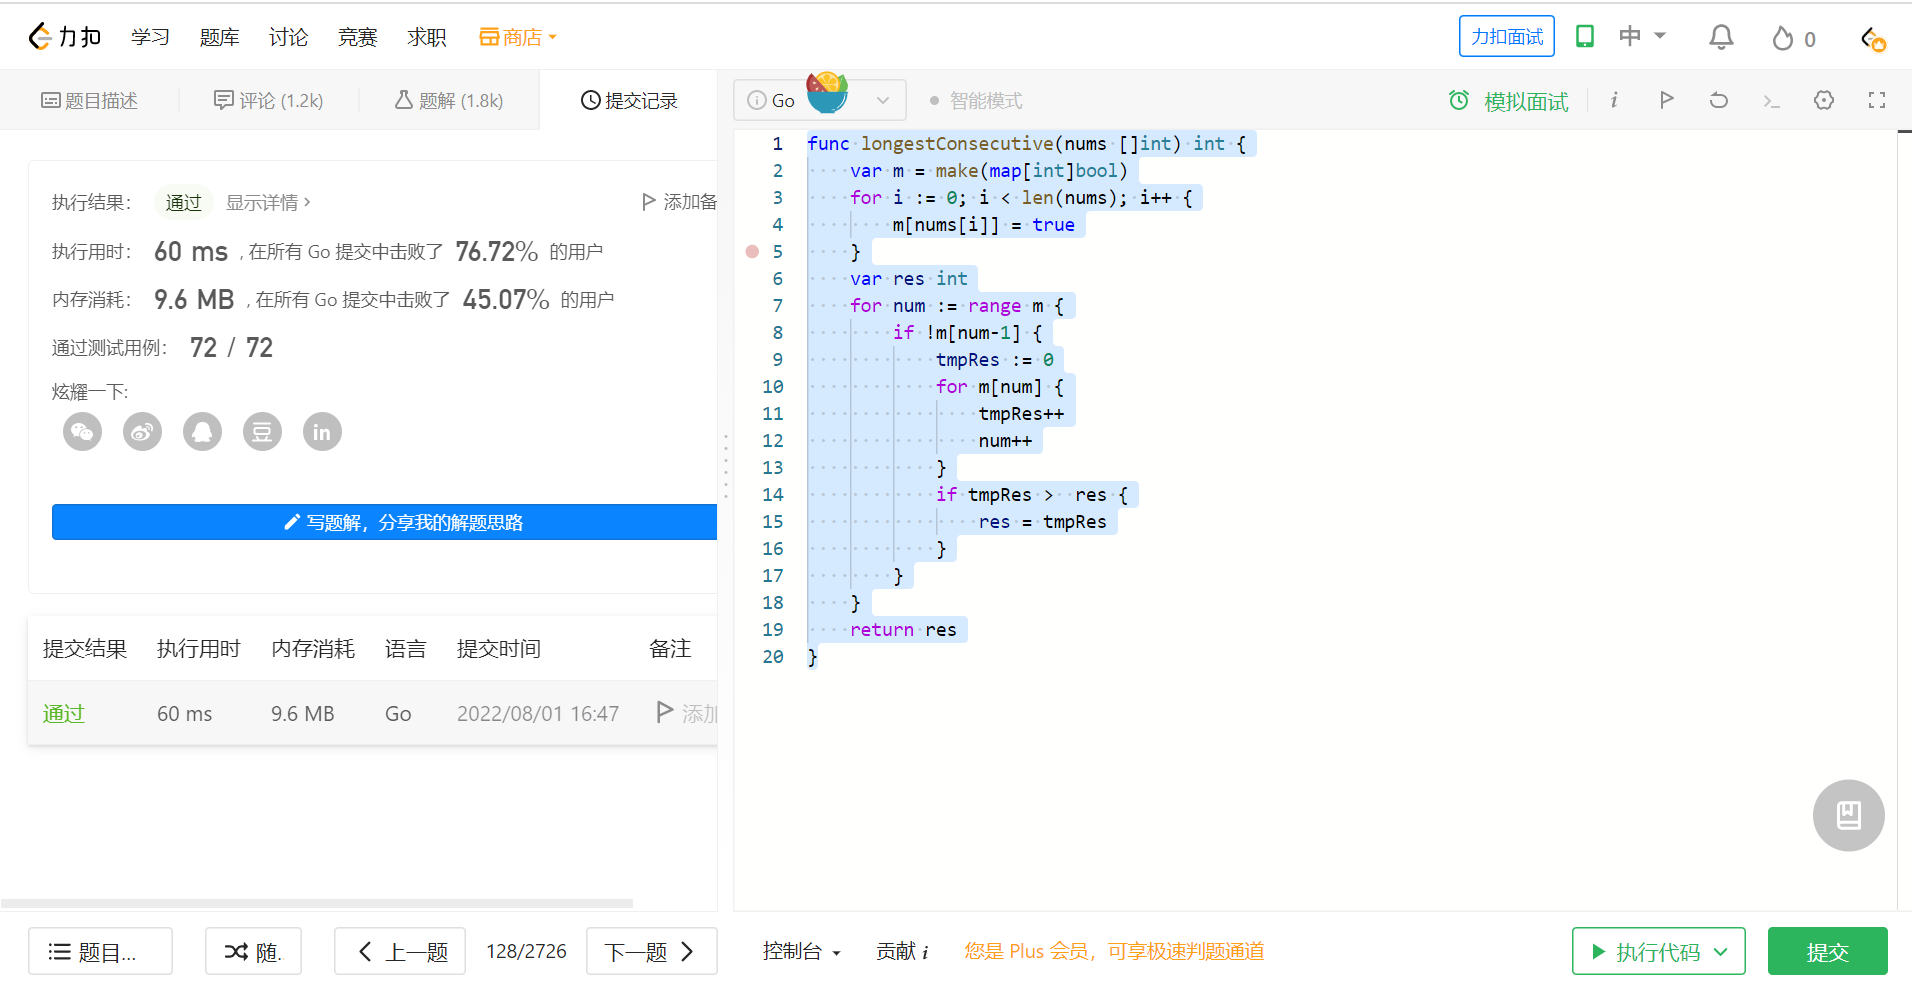 力扣 学习 题库 讨论 竞赛 求职 商店 力扣面试 中 0
题目描述 评论 (1.2k) 题解 (1.8k) 提交记录 Go 智能模式 模拟面试
执行结果： 通过 显示详情 > 添加备
执行用时： 60 ms , 在所有 Go 提交中击败了 76.72% 的用户
内存消耗： 9.6 MB , 在所有 Go 提交中击败了 45.07% 的用户
通过测试用例： 72 / 72
炫耀一下:
豆 in
写题解，分享我的解题思路
提交结果 执行用时 内存消耗 语言 提交时间 备注
通过 60 ms 9.6 MB Go 2022/08/01 16:47 添加
1 func longestConsecutive(nums []int) int {
2 var m = make(map[int]bool)
3 for i := 0; i < len(nums); i++ {
4 m[nums[i]] = true
5 }
6 var res int
7 for num := range m {
8 if !m[num-1] {
9 tmpRes := 0
10 for m[num] {
11 tmpRes++
12 num++
13 }
14 if tmpRes >  res {
15 res = tmpRes
16 }
17 }
18 }
19 return res
20 }
题目... 随. 上一题 128/2726 下一题 控制台 贡献 i 您是 Plus 会员，可享极速判题通道 执行代码 提交